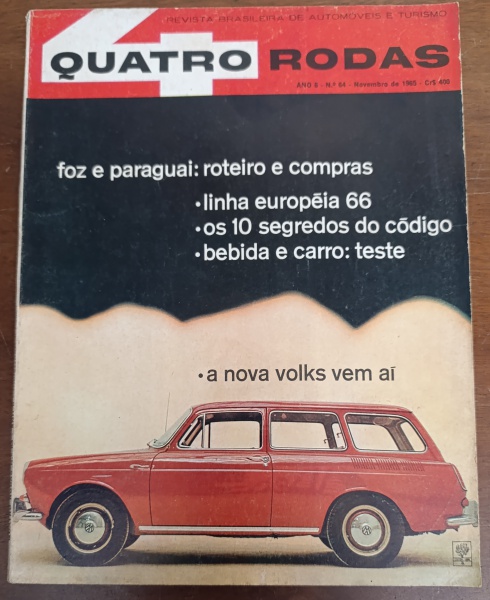 REVISTA BRASILEIRA DE AUTOMÓVEIS E TURISMO
QUATRO RODAS
ANO 6 - N.º 64 - Novembro de 1965 - Cr$ 400
foz e paraguai: roteiro e compras
•linha européia 66
•os 10 segredos do código
•bebida e carro: teste
•a nova volks vem aí